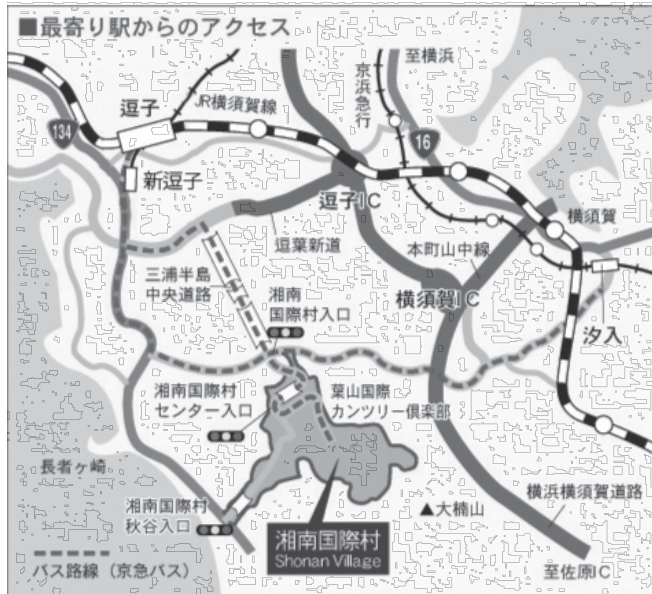 ■最寄り駅からのアクセス
至横浜
京浜急行
JR横須賀線
逗子
134
16
新逗子
逗子IC
横須賀
逗葉新道
本町山中線
三浦半島
中央道路
湘南
国際村入口
横須賀IC
汐入
湘南国際村
センター入口
葉山国際
カンツリー倶楽部
長者ヶ崎
湘南国際村
秋谷入口
湘南国際村
Shonan Village
▲大楠山
横浜横須賀道路
バス路線（京急バス）
至佐原IC